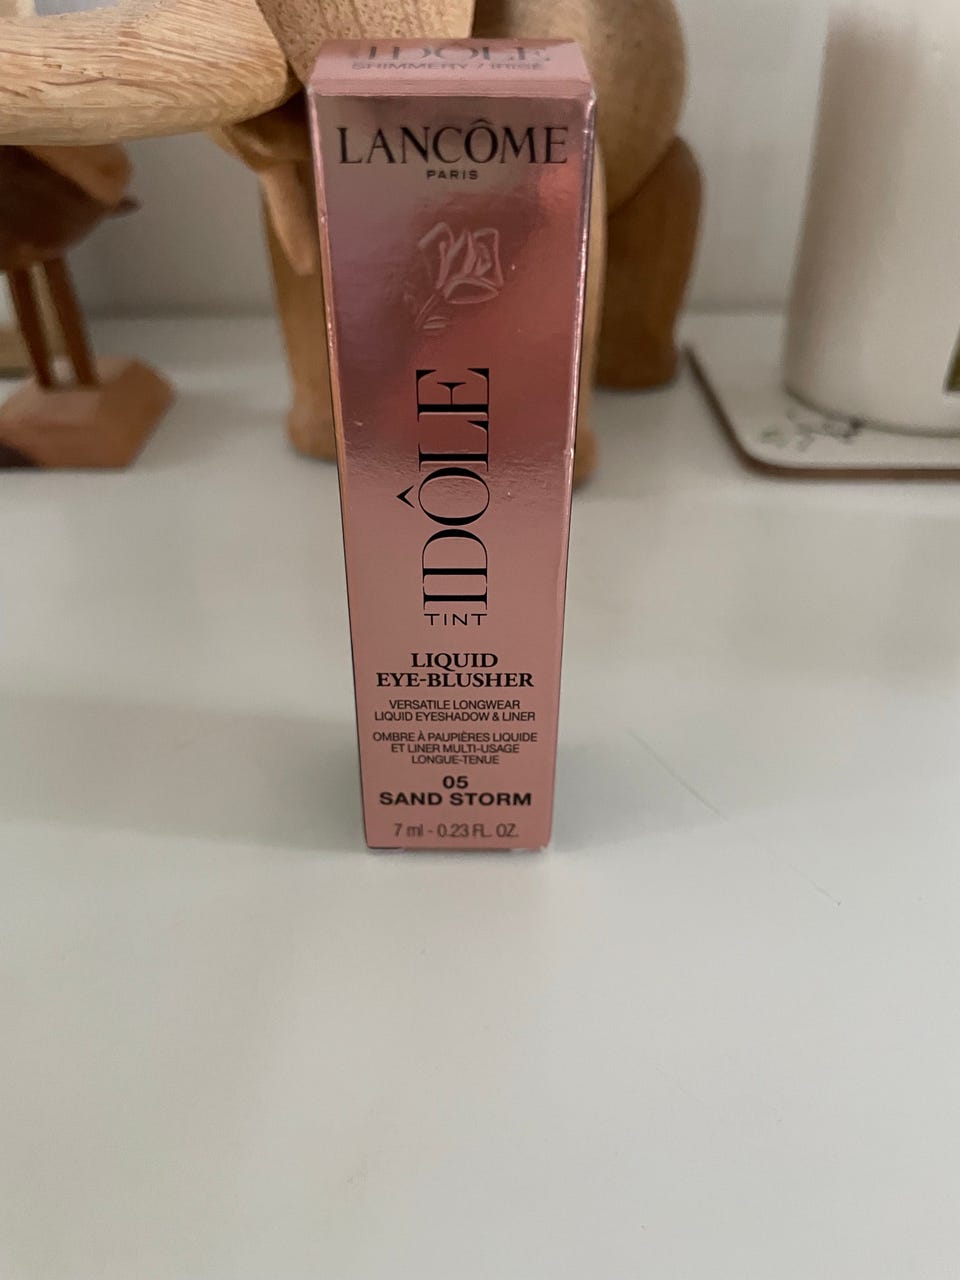 IDÔLE
SHIMMERY / IRISÉ
LANCÔME
PARIS
IDÔLE
TINT
LIQUID
EYE-BLUSHER
VERSATILE LONGWEAR
LIQUID EYESHADOW & LINER
OMBRE À PAUPIÈRES LIQUIDE
ET LINER MULTI-USAGE
LONGUE-TENUE
05
SAND STORM
7 ml - 0.23 FL. OZ.